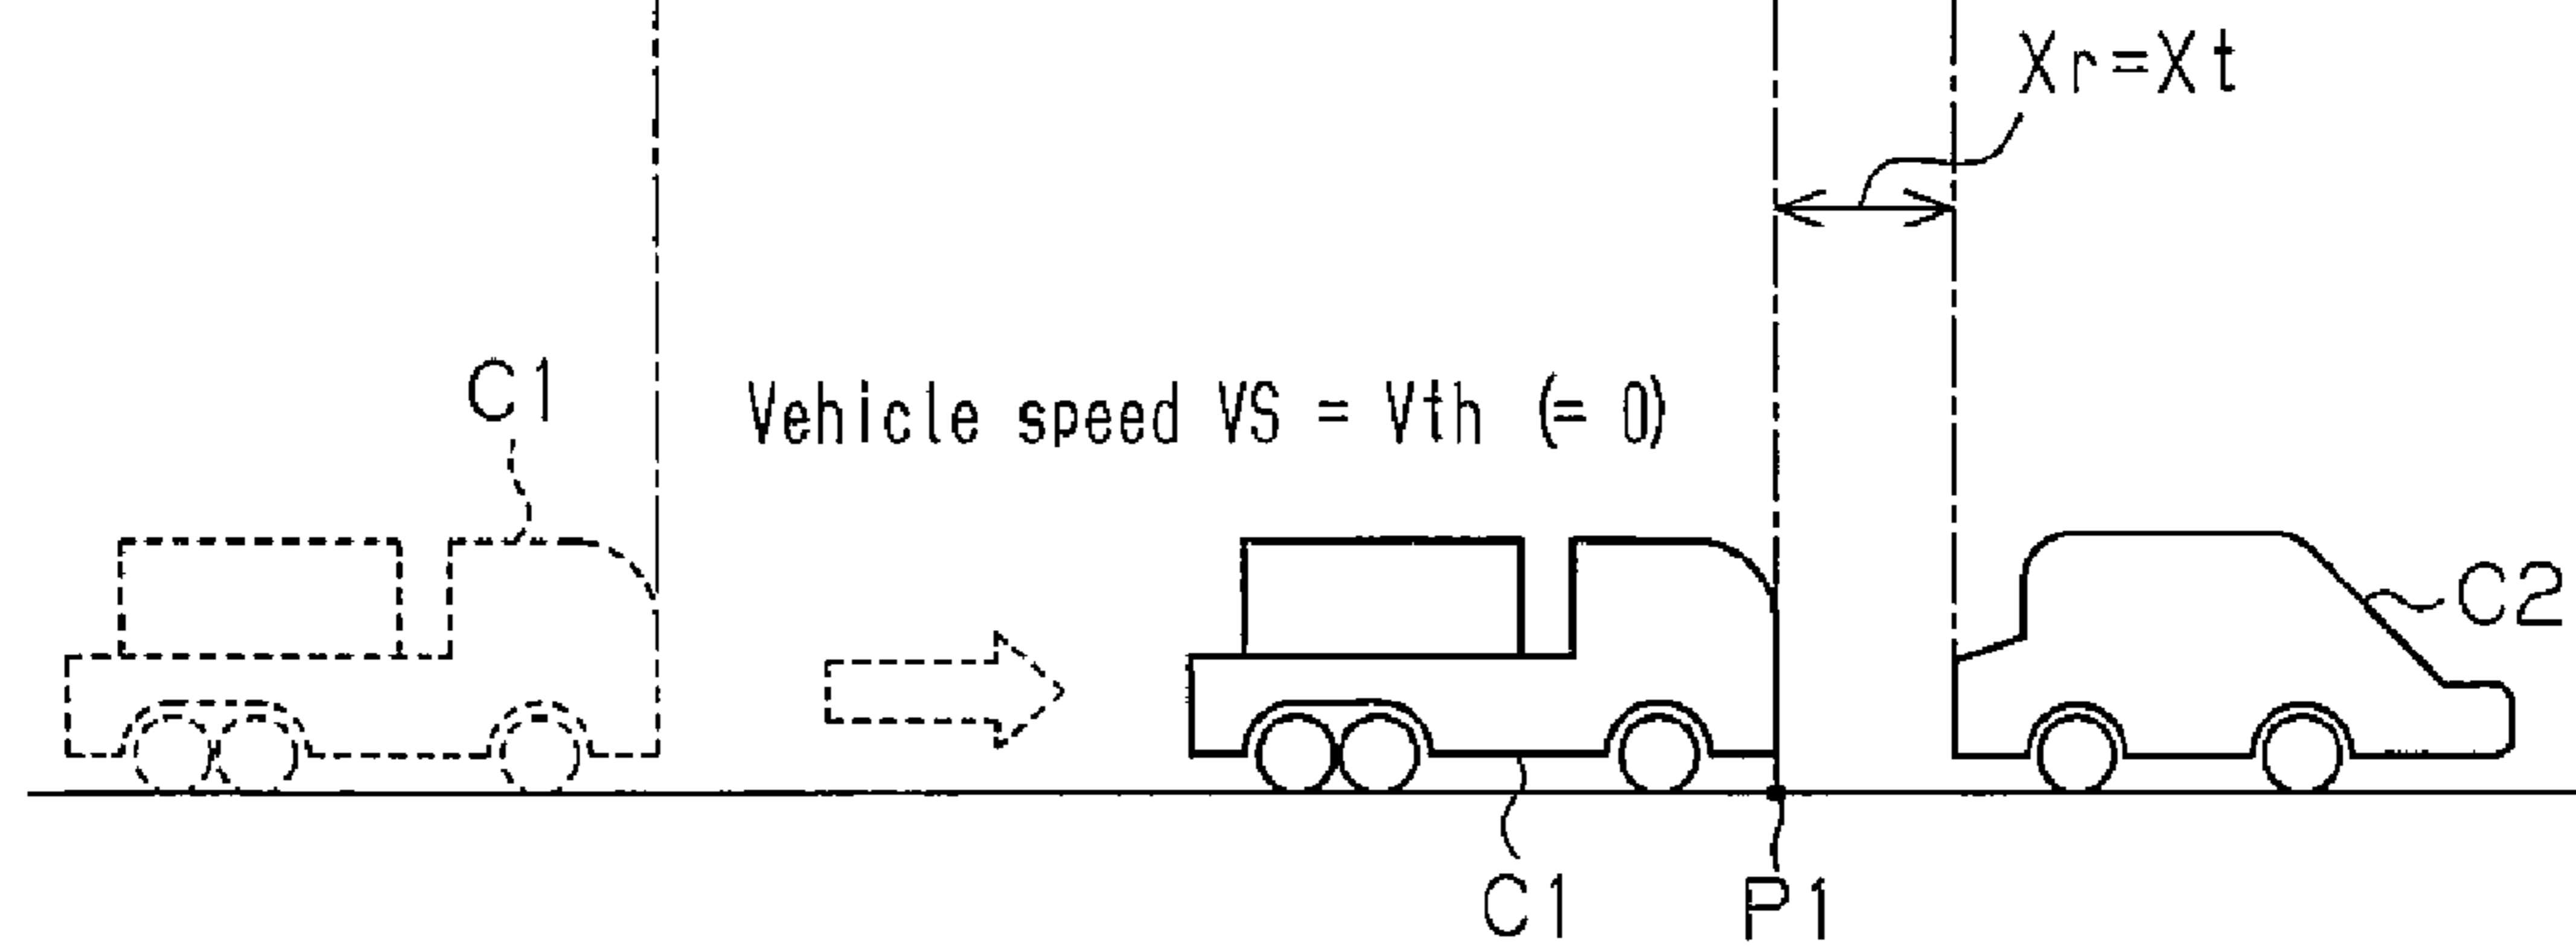 Xr=Xt
C1
Vehicle speed VS = Vth (= 0)
C2
C1
P1